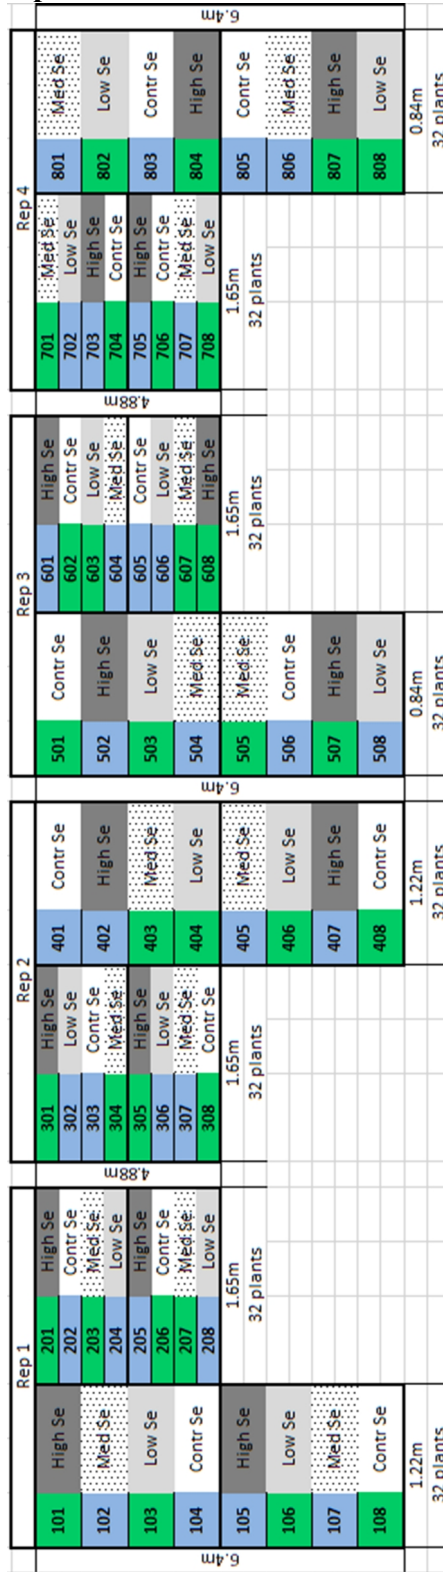 Rep 1
6.4m
101 High Se
102 Med Se
103 Low Se
104 Contr Se
105 High Se
106 Low Se
107 Med Se
108 Contr Se
1.22m
32 plants
201 High Se
202 Contr Se
203 Med Se
204 Low Se
205 High Se
206 Contr Se
207 Med Se
208 Low Se
1.65m
32 plants
4.88m
Rep 2
301 High Se
302 Low Se
303 Contr Se
304 Med Se
305 High Se
306 Low Se
307 Med Se
308 Contr Se
1.65m
32 plants
401 Contr Se
402 High Se
403 Med Se
404 Low Se
405 Med Se
406 Low Se
407 High Se
408 Contr Se
1.22m
32 plants
6.4m
Rep 3
501 Contr Se
502 High Se
503 Low Se
504 Med Se
505 Med Se
506 Contr Se
507 High Se
508 Low Se
0.84m
32 plants
601 High Se
602 Contr Se
603 Low Se
604 Med Se
605 Contr Se
606 Low Se
607 Med Se
608 High Se
1.65m
32 plants
4.88m
Rep 4
701 Med Se
702 Low Se
703 High Se
704 Contr Se
705 High Se
706 Contr Se
707 Med Se
708 Low Se
1.65m
32 plants
801 Med Se
802 Low Se
803 Contr Se
804 High Se
805 Contr Se
806 Med Se
807 High Se
808 Low Se
0.84m
32 plants
6.4m